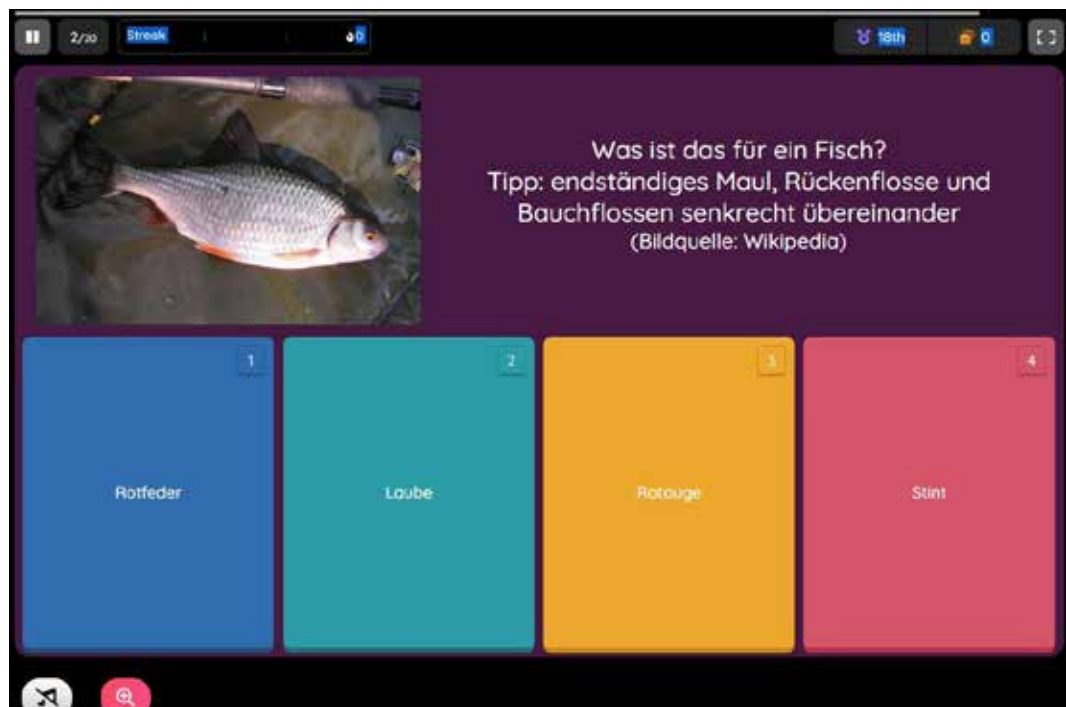 2/20
Streak
0
18th
0
Was ist das für ein Fisch?
Tipp: endständiges Maul, Rückenflosse und
Bauchflossen senkrecht übereinander
(Bildquelle: Wikipedia)
1
2
3
4
Rotfeder
Laube
Rotauge
Stint